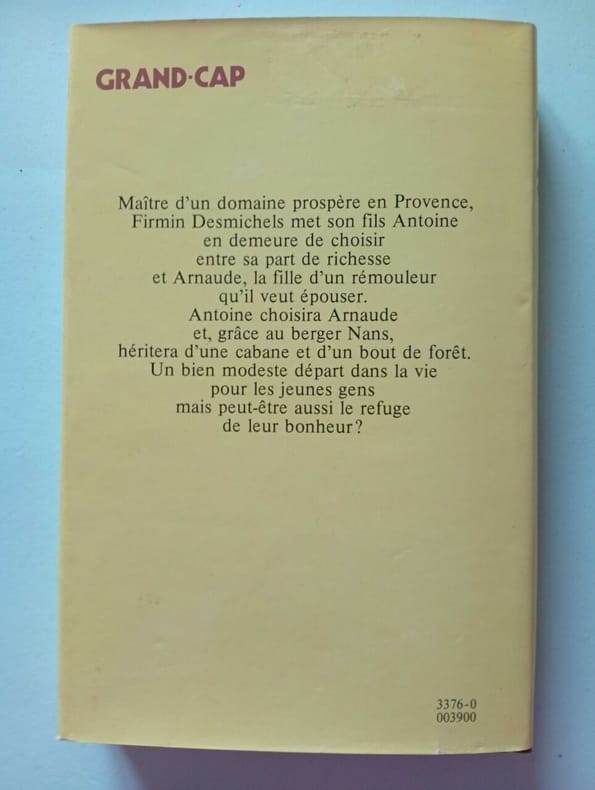 GRAND-CAP
Maître d'un domaine prospère en Provence,
Firmin Desmichels met son fils Antoine
en demeure de choisir
entre sa part de richesse
et Arnaude, la fille d'un rémouleur
qu'il veut épouser.
Antoine choisira Arnaude
et, grâce au berger Nans,
héritera d'une cabane et d'un bout de forêt.
Un bien modeste départ dans la vie
pour les jeunes gens
mais peut-être aussi le refuge
de leur bonheur?
3376-0
003900